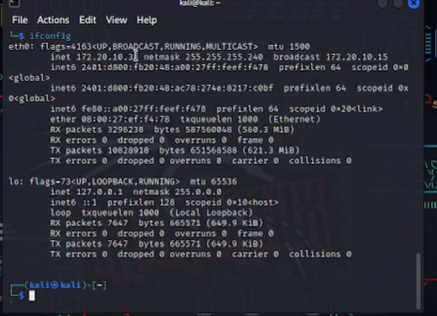 kali@kali: ~
File Actions Edit View Help
$ ifconfig
eth0: flags=4163<UP,BROADCAST,RUNNING,MULTICAST> mtu 1500
inet 172.20.10.3 netmask 255.255.255.240 broadcast 172.20.10.15
inet6 2401:d800:fb20:48:a00:27ff:feef:f478 prefixlen 64 scopeid 0×0
<global>
inet6 2401:d800:fb20:48:ac78:274e:8217:c0bf prefixlen 64 scopeid 0×
0<global>
inet6 fe80::a00:27ff:feef:f478 prefixlen 64 scopeid 0×20<link>
ether 08:00:27:ef:f4:78 txqueuelen 1000 (Ethernet)
RX packets 3296238 bytes 587560048 (560.3 MiB)
RX errors 0 dropped 0 overruns 0 frame 0
TX packets 10828918 bytes 651568588 (621.3 MiB)
TX errors 0 dropped 0 overruns 0 carrier 0 collisions 0
lo: flags=73<UP,LOOPBACK,RUNNING> mtu 65536
inet 127.0.0.1 netmask 255.0.0.0
inet6 ::1 prefixlen 128 scopeid 0×10<host>
loop txqueuelen 1000 (Local Loopback)
RX packets 7647 bytes 665571 (649.9 KiB)
RX errors 0 dropped 0 overruns 0 frame 0
TX packets 7647 bytes 665571 (649.9 KiB)
TX errors 0 dropped 0 overruns 0 carrier 0 collisions 0
(kali㉿kali)-[~]
$